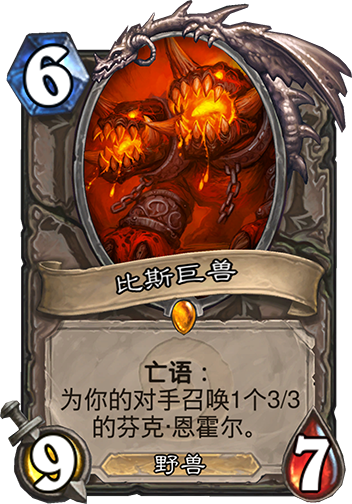 6
比斯巨兽
亡语：
为你的对手召唤1个3/3
的芬克·恩霍尔。
野兽
9
7